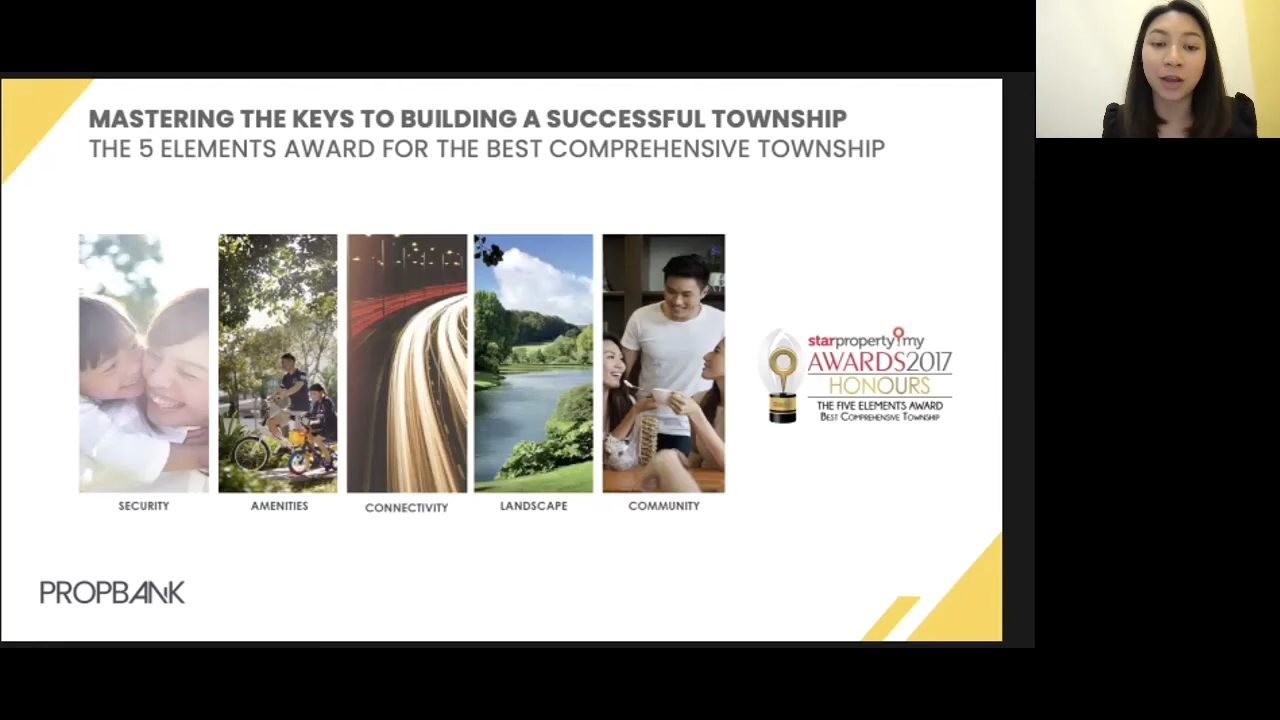 MASTERING THE KEYS TO BUILDING A SUCCESSFUL TOWNSHIP
THE 5 ELEMENTS AWARD FOR THE BEST COMPREHENSIVE TOWNSHIP
starproperty my
AWARDS2017
HONOURS
THE FIVE ELEMENTS AWARD
BEST COMPREHENSIVE TOWNSHIP
SECURITY
AMENITIES
CONNECTIVITY
LANDSCAPE
COMMUNITY
PROPBANK